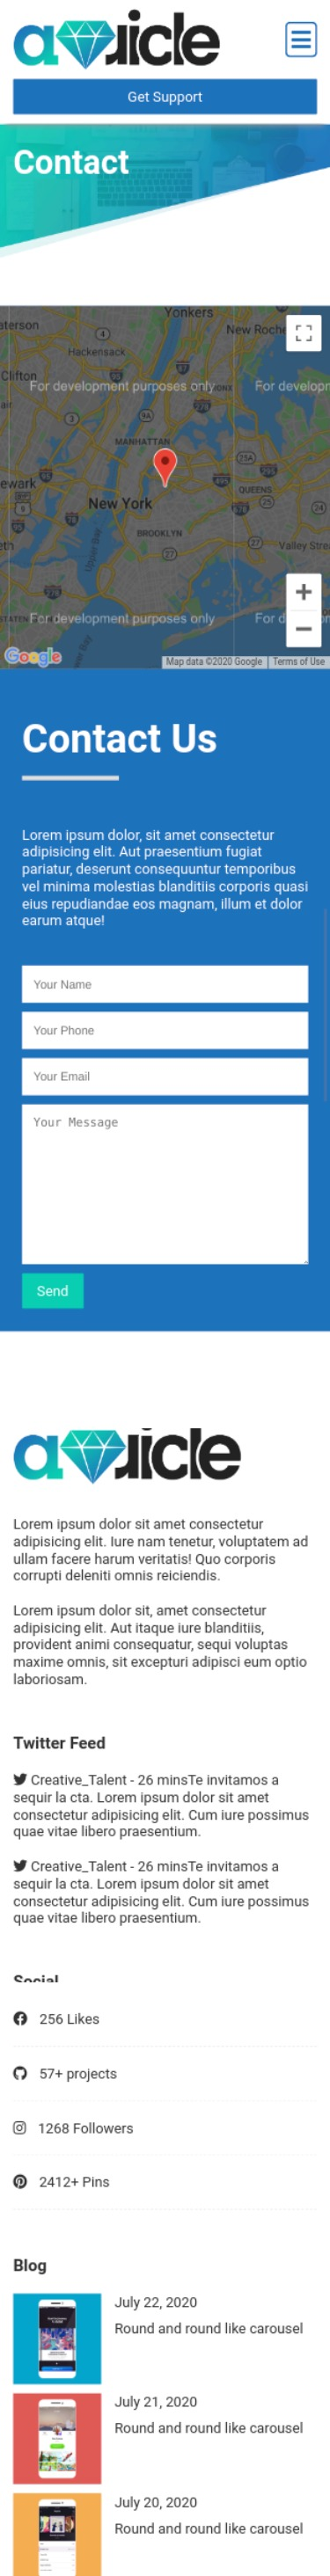 Get Support
Contact
Yonkers
New Roche
Hackensack
Clifton
For development purposes only
For develop
MANHATTAN
ewark
QUEENS
New York
BROOKLYN
Valley Stre
Upper Bay
For development purposes only
Google
Map data ©2020 Google
Terms of Use
Contact Us
Lorem ipsum dolor, sit amet consectetur
adipisicing elit. Aut praesentium fugiat
pariatur, deserunt consequuntur temporibus
vel minima molestias blanditiis corporis quasi
eius repudiandae eos magnam, illum et dolor
earum atque!
Your Name
Your Phone
Your Email
Your Message
Send
Lorem ipsum dolor sit amet consectetur
adipisicing elit. Iure nam tenetur, voluptatem ad
ullam facere harum veritatis! Quo corporis
corrupti deleniti omnis reiciendis.
Lorem ipsum dolor sit, amet consectetur
adipisicing elit. Aut itaque iure blanditiis,
provident animi consequatur, sequi voluptas
maxime omnis, sit excepturi adipisci eum optio
laboriosam.
Twitter Feed
Creative_Talent - 26 minsTe invitamos a
sequir la cta. Lorem ipsum dolor sit amet
consectetur adipisicing elit. Cum iure possimus
quae vitae libero praesentium.
Creative_Talent - 26 minsTe invitamos a
sequir la cta. Lorem ipsum dolor sit amet
consectetur adipisicing elit. Cum iure possimus
quae vitae libero praesentium.
Social
256 Likes
57+ projects
1268 Followers
2412+ Pins
Blog
July 22, 2020
Round and round like carousel
July 21, 2020
Round and round like carousel
July 20, 2020
Round and round like carousel